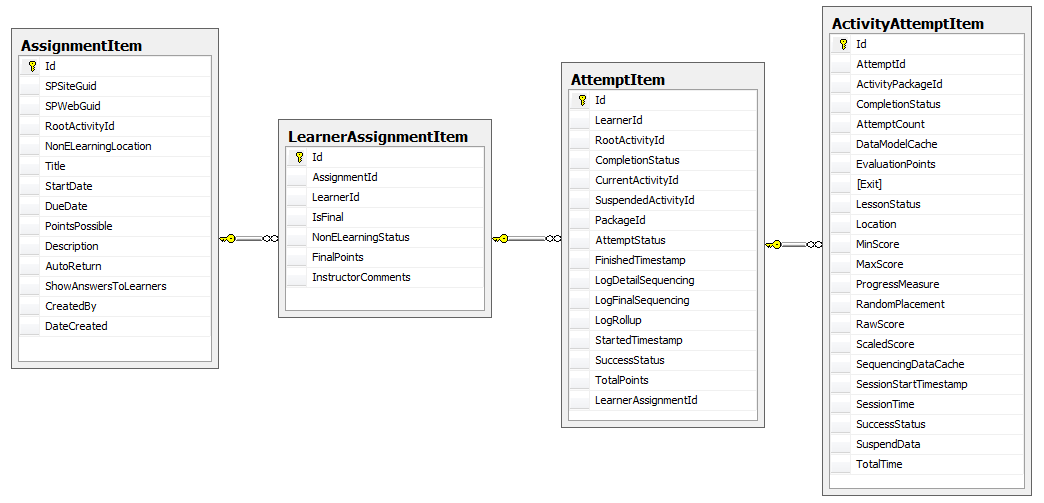 AssignmentItem
Id
SPSiteGuid
SPWebGuid
RootActivityId
NonELearningLocation
Title
StartDate
DueDate
PointsPossible
Description
AutoReturn
ShowAnswersToLearners
CreatedBy
DateCreated
LearnerAssignmentItem
Id
AssignmentId
LearnerId
IsFinal
NonELearningStatus
FinalPoints
InstructorComments
AttemptItem
Id
LearnerId
RootActivityId
CompletionStatus
CurrentActivityId
SuspendedActivityId
PackageId
AttemptStatus
FinishedTimestamp
LogDetailSequencing
LogFinalSequencing
LogRollup
StartedTimestamp
SuccessStatus
TotalPoints
LearnerAssignmentId
ActivityAttemptItem
Id
AttemptId
ActivityPackageId
CompletionStatus
AttemptCount
DataModelCache
EvaluationPoints
[Exit]
LessonStatus
Location
MinScore
MaxScore
ProgressMeasure
RandomPlacement
RawScore
ScaledScore
SequencingDataCache
SessionStartTimestamp
SessionTime
SuccessStatus
SuspendData
TotalTime